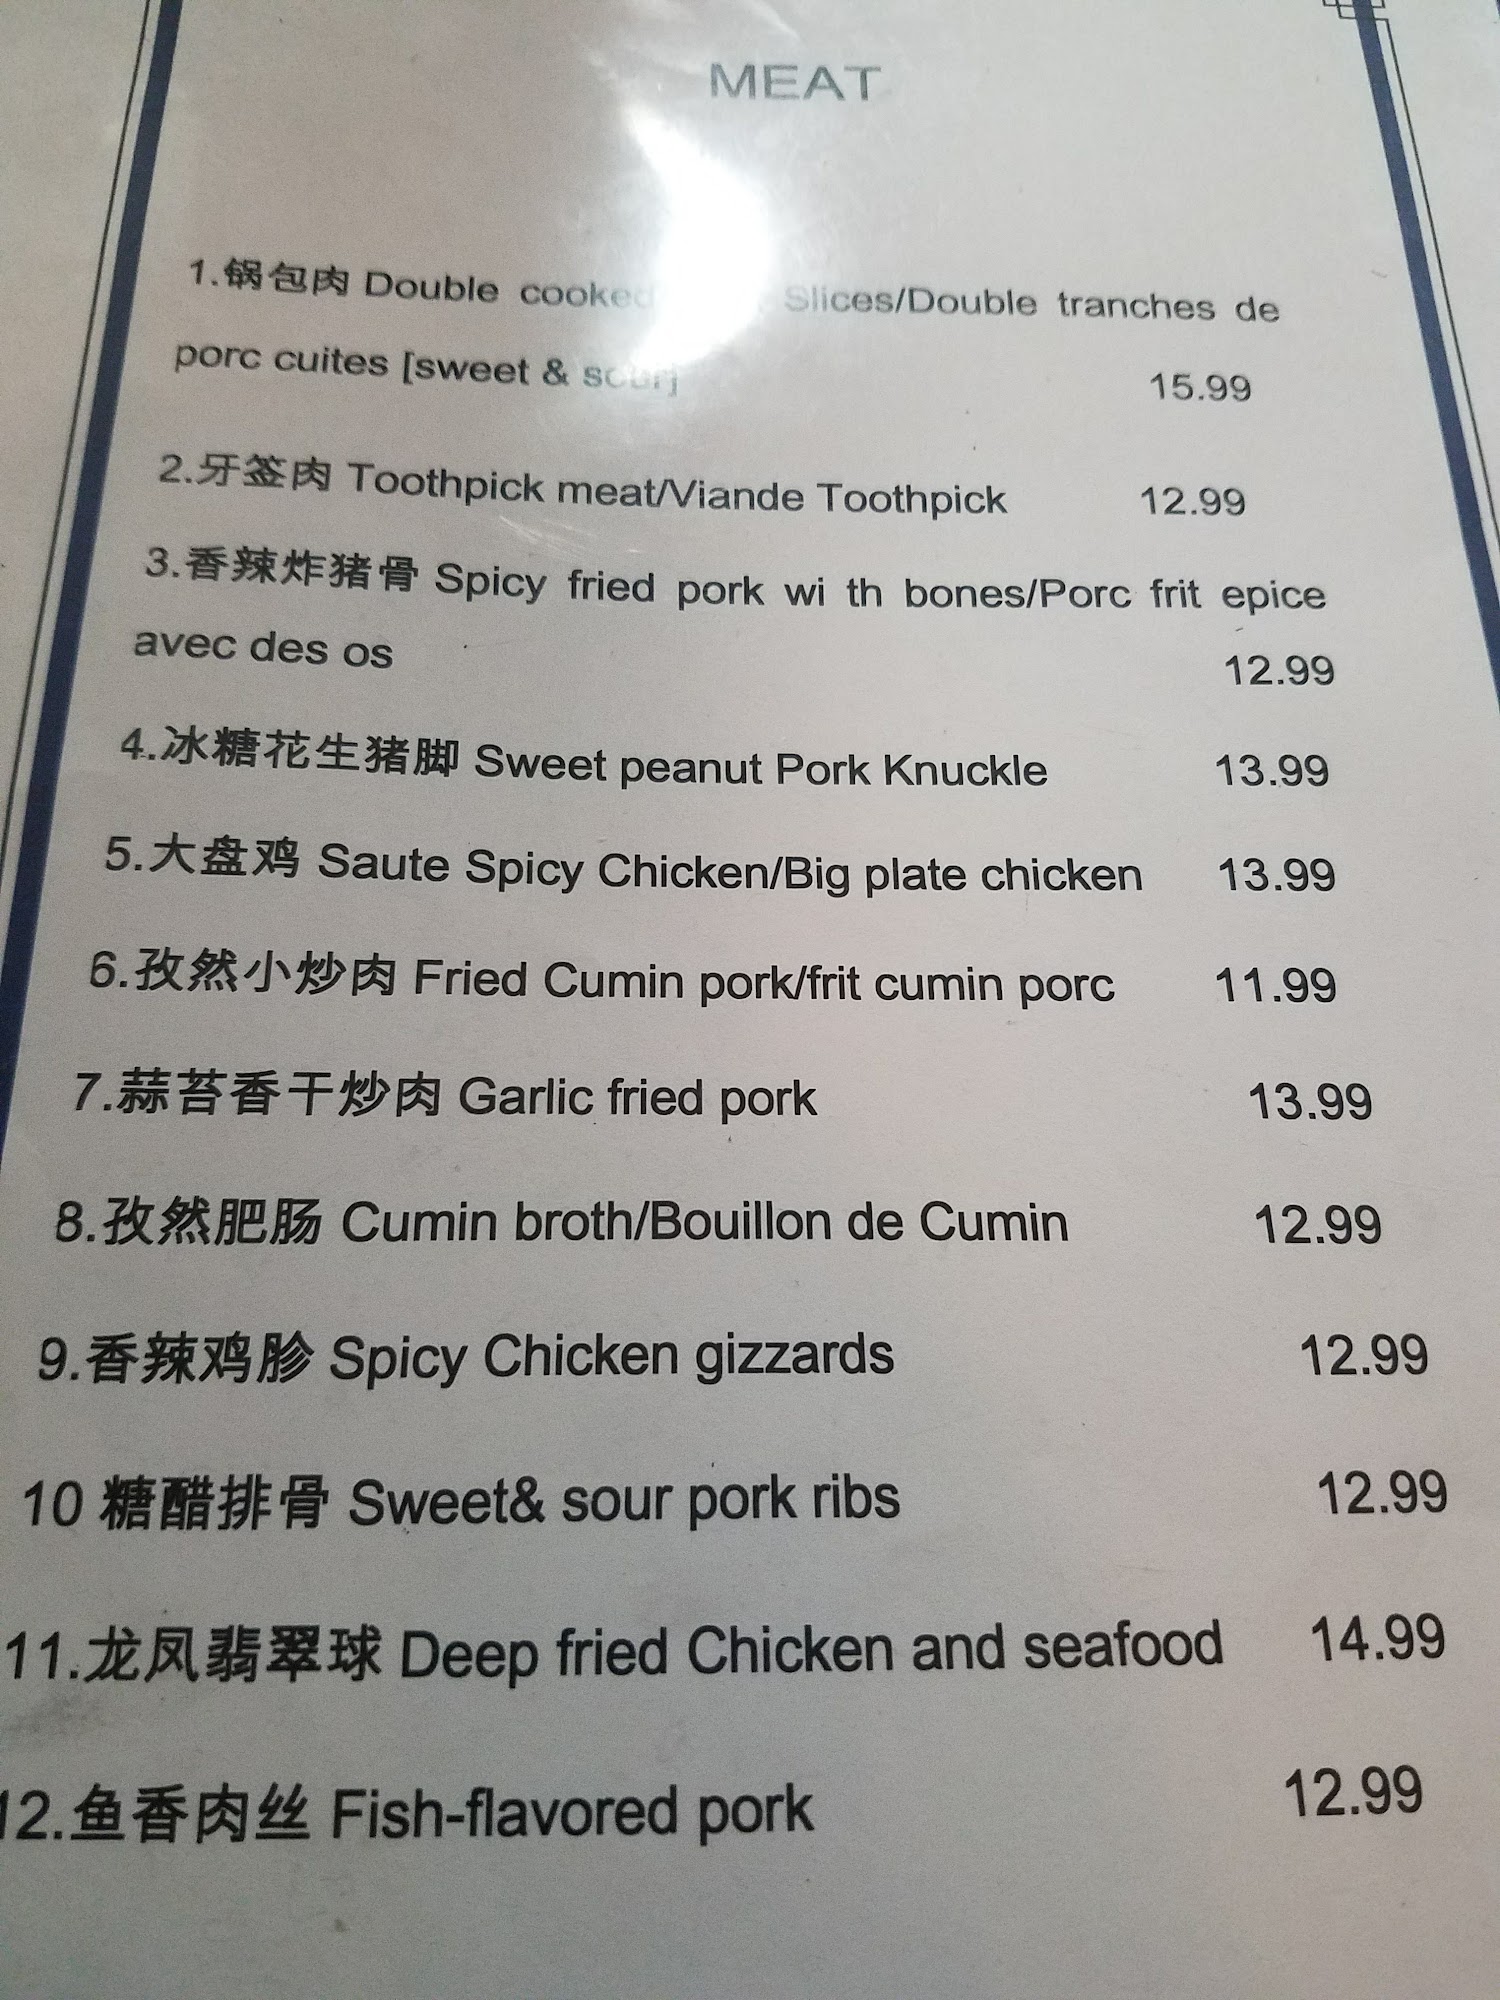 MEAT
1.锅包肉 Double cooked Slices/Double tranches de
porc cuites [sweet & sour] 15.99
2.牙签肉 Toothpick meat/Viande Toothpick 12.99
3.香辣炸猪骨 Spicy fried pork wi th bones/Porc frit epice
avec des os 12.99
4.冰糖花生猪脚 Sweet peanut Pork Knuckle 13.99
5.大盘鸡 Saute Spicy Chicken/Big plate chicken 13.99
6.孜然小炒肉 Fried Cumin pork/frit cumin porc 11.99
7.蒜苔香干炒肉 Garlic fried pork 13.99
8.孜然肥肠 Cumin broth/Bouillon de Cumin 12.99
9.香辣鸡胗 Spicy Chicken gizzards 12.99
10 糖醋排骨 Sweet& sour pork ribs 12.99
11.龙凤翡翠球 Deep fried Chicken and seafood 14.99
12.鱼香肉丝 Fish-flavored pork 12.99